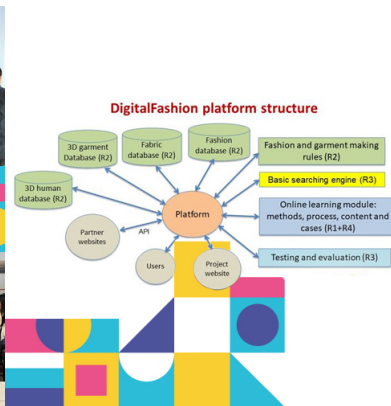 DigitalFashion platform structure
3D garment
Database (R2)
Fabric
database (R2)
Fashion
database (R2)
Fashion and garment making
rules (R2)
3D human
database (R2)
Basic searching engine (R3)
Platform
Online learning module:
methods, process, content and
cases (R1+R4)
Partner
websites
API
Users
Project
website
Testing and evaluation (R3)